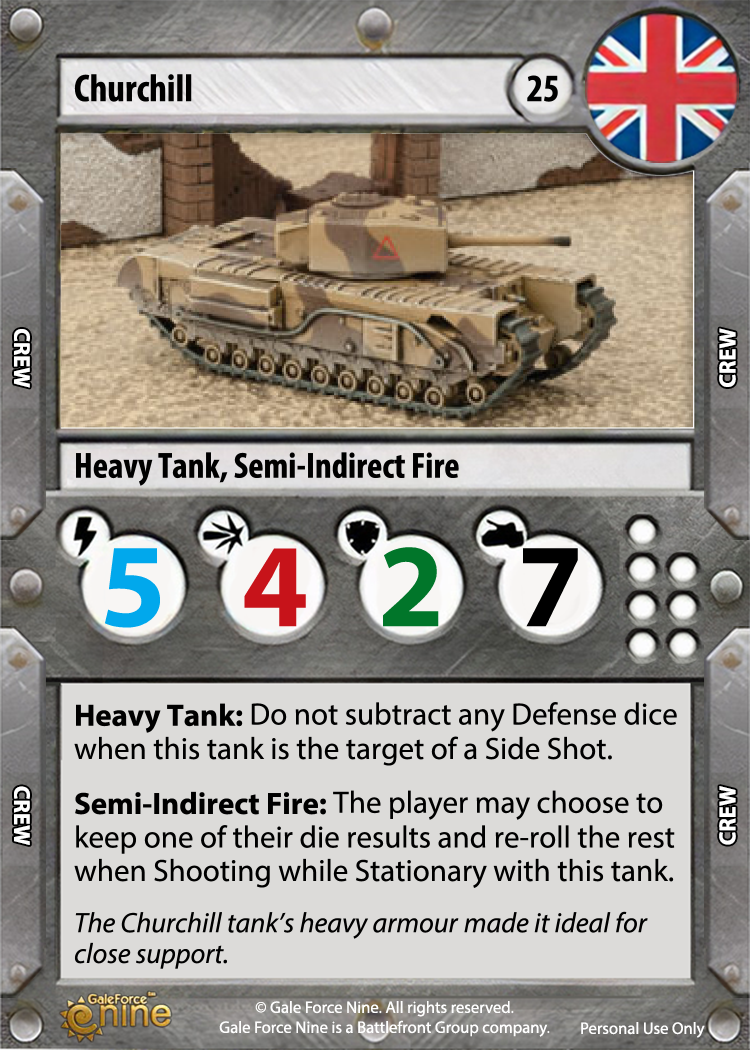 Churchill
25
CREW
CREW
Heavy Tank, Semi-Indirect Fire
5 4 2 7
Heavy Tank: Do not subtract any Defense dice
when this tank is the target of a Side Shot.
Semi-Indirect Fire: The player may choose to
keep one of their die results and re-roll the rest
when Shooting while Stationary with this tank.
CREW
CREW
The Churchill tank's heavy armour made it ideal for
close support.
GaleForce™
nine
© Gale Force Nine. All rights reserved.
Gale Force Nine is a Battlefront Group company.
Personal Use Only